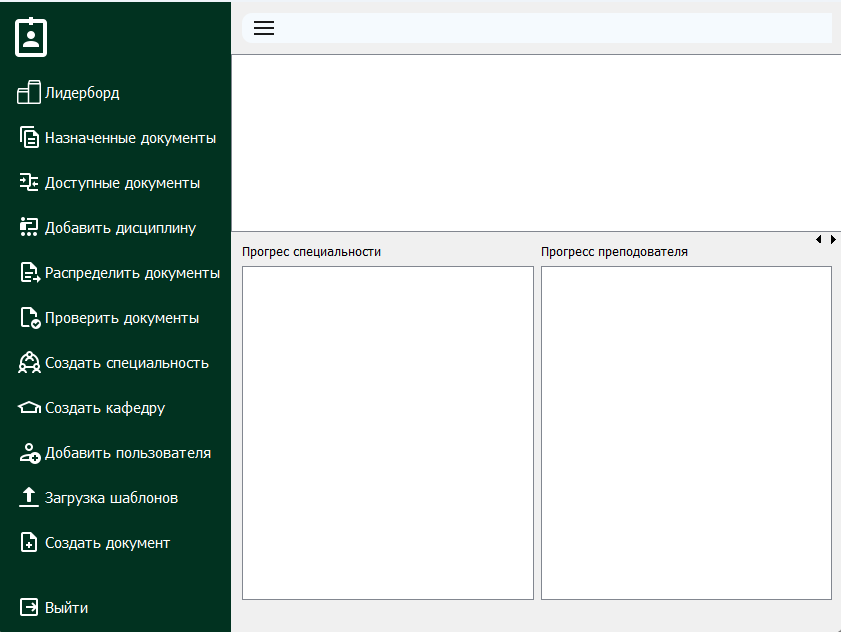 Лидерборд
Назначенные документы
Доступные документы
Добавить дисциплину
Распределить документы
Проверить документы
Создать специальность
Создать кафедру
Добавить пользователя
Загрузка шаблонов
Создать документ
Выйти
Прогрес специальности
Прогресс преподователя